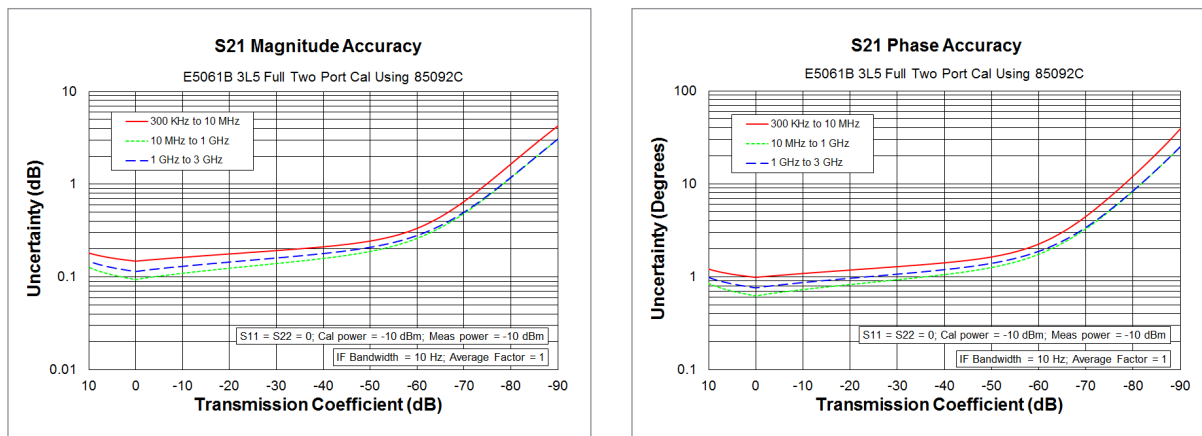 S21 Magnitude Accuracy
E5061B 3L5 Full Two Port Cal Using 85092C
Uncertainty (dB)
10
1
0.1
0.01
300 KHz to 10 MHz
10 MHz to 1 GHz
1 GHz to 3 GHz
S11 = S22 = 0; Cal power = -10 dBm; Meas power = -10 dBm
IF Bandwidth = 10 Hz; Average Factor = 1
10 0 -10 -20 -30 -40 -50 -60 -70 -80 -90
Transmission Coefficient (dB)
S21 Phase Accuracy
E5061B 3L5 Full Two Port Cal Using 85092C
Uncertainty (Degrees)
100
10
1
0.1
300 KHz to 10 MHz
10 MHz to 1 GHz
1 GHz to 3 GHz
S11 = S22 = 0; Cal power = -10 dBm; Meas power = -10 dBm
IF Bandwidth = 10 Hz; Average Factor = 1
10 0 -10 -20 -30 -40 -50 -60 -70 -80 -90
Transmission Coefficient (dB)